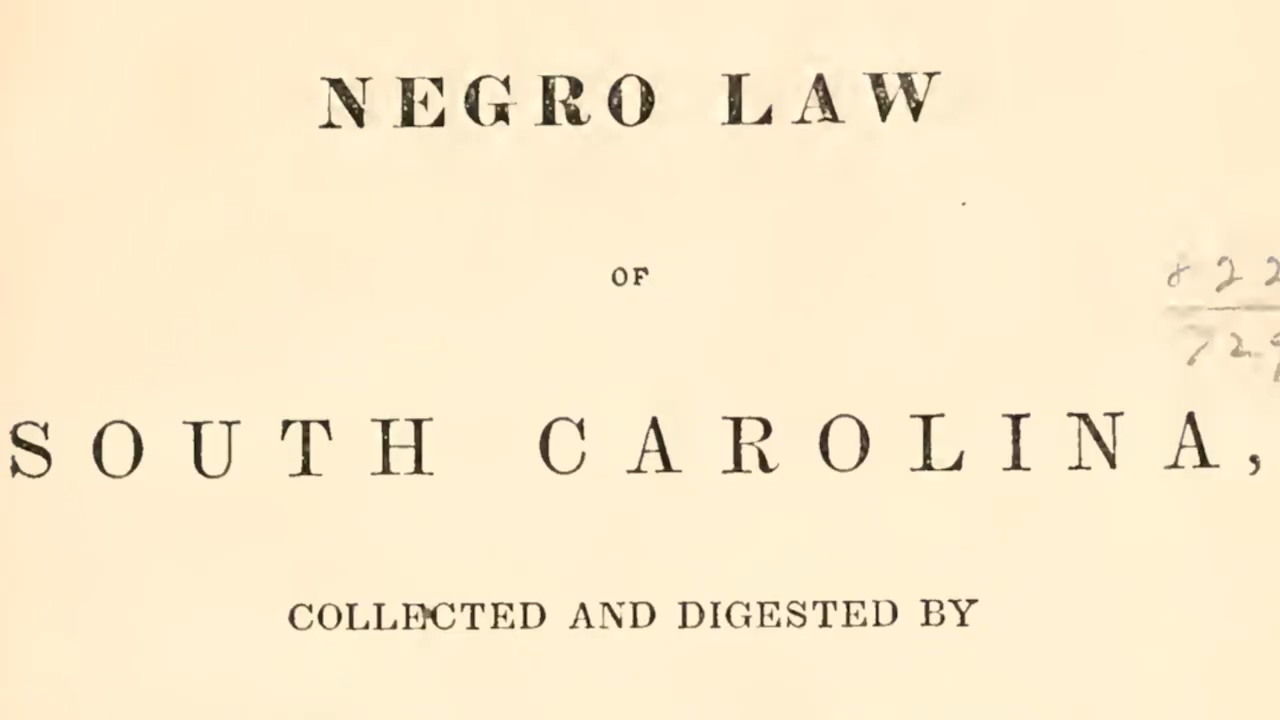 NEGRO LAW
OF
SOUTH CAROLINA,
COLLECTED AND DIGESTED BY